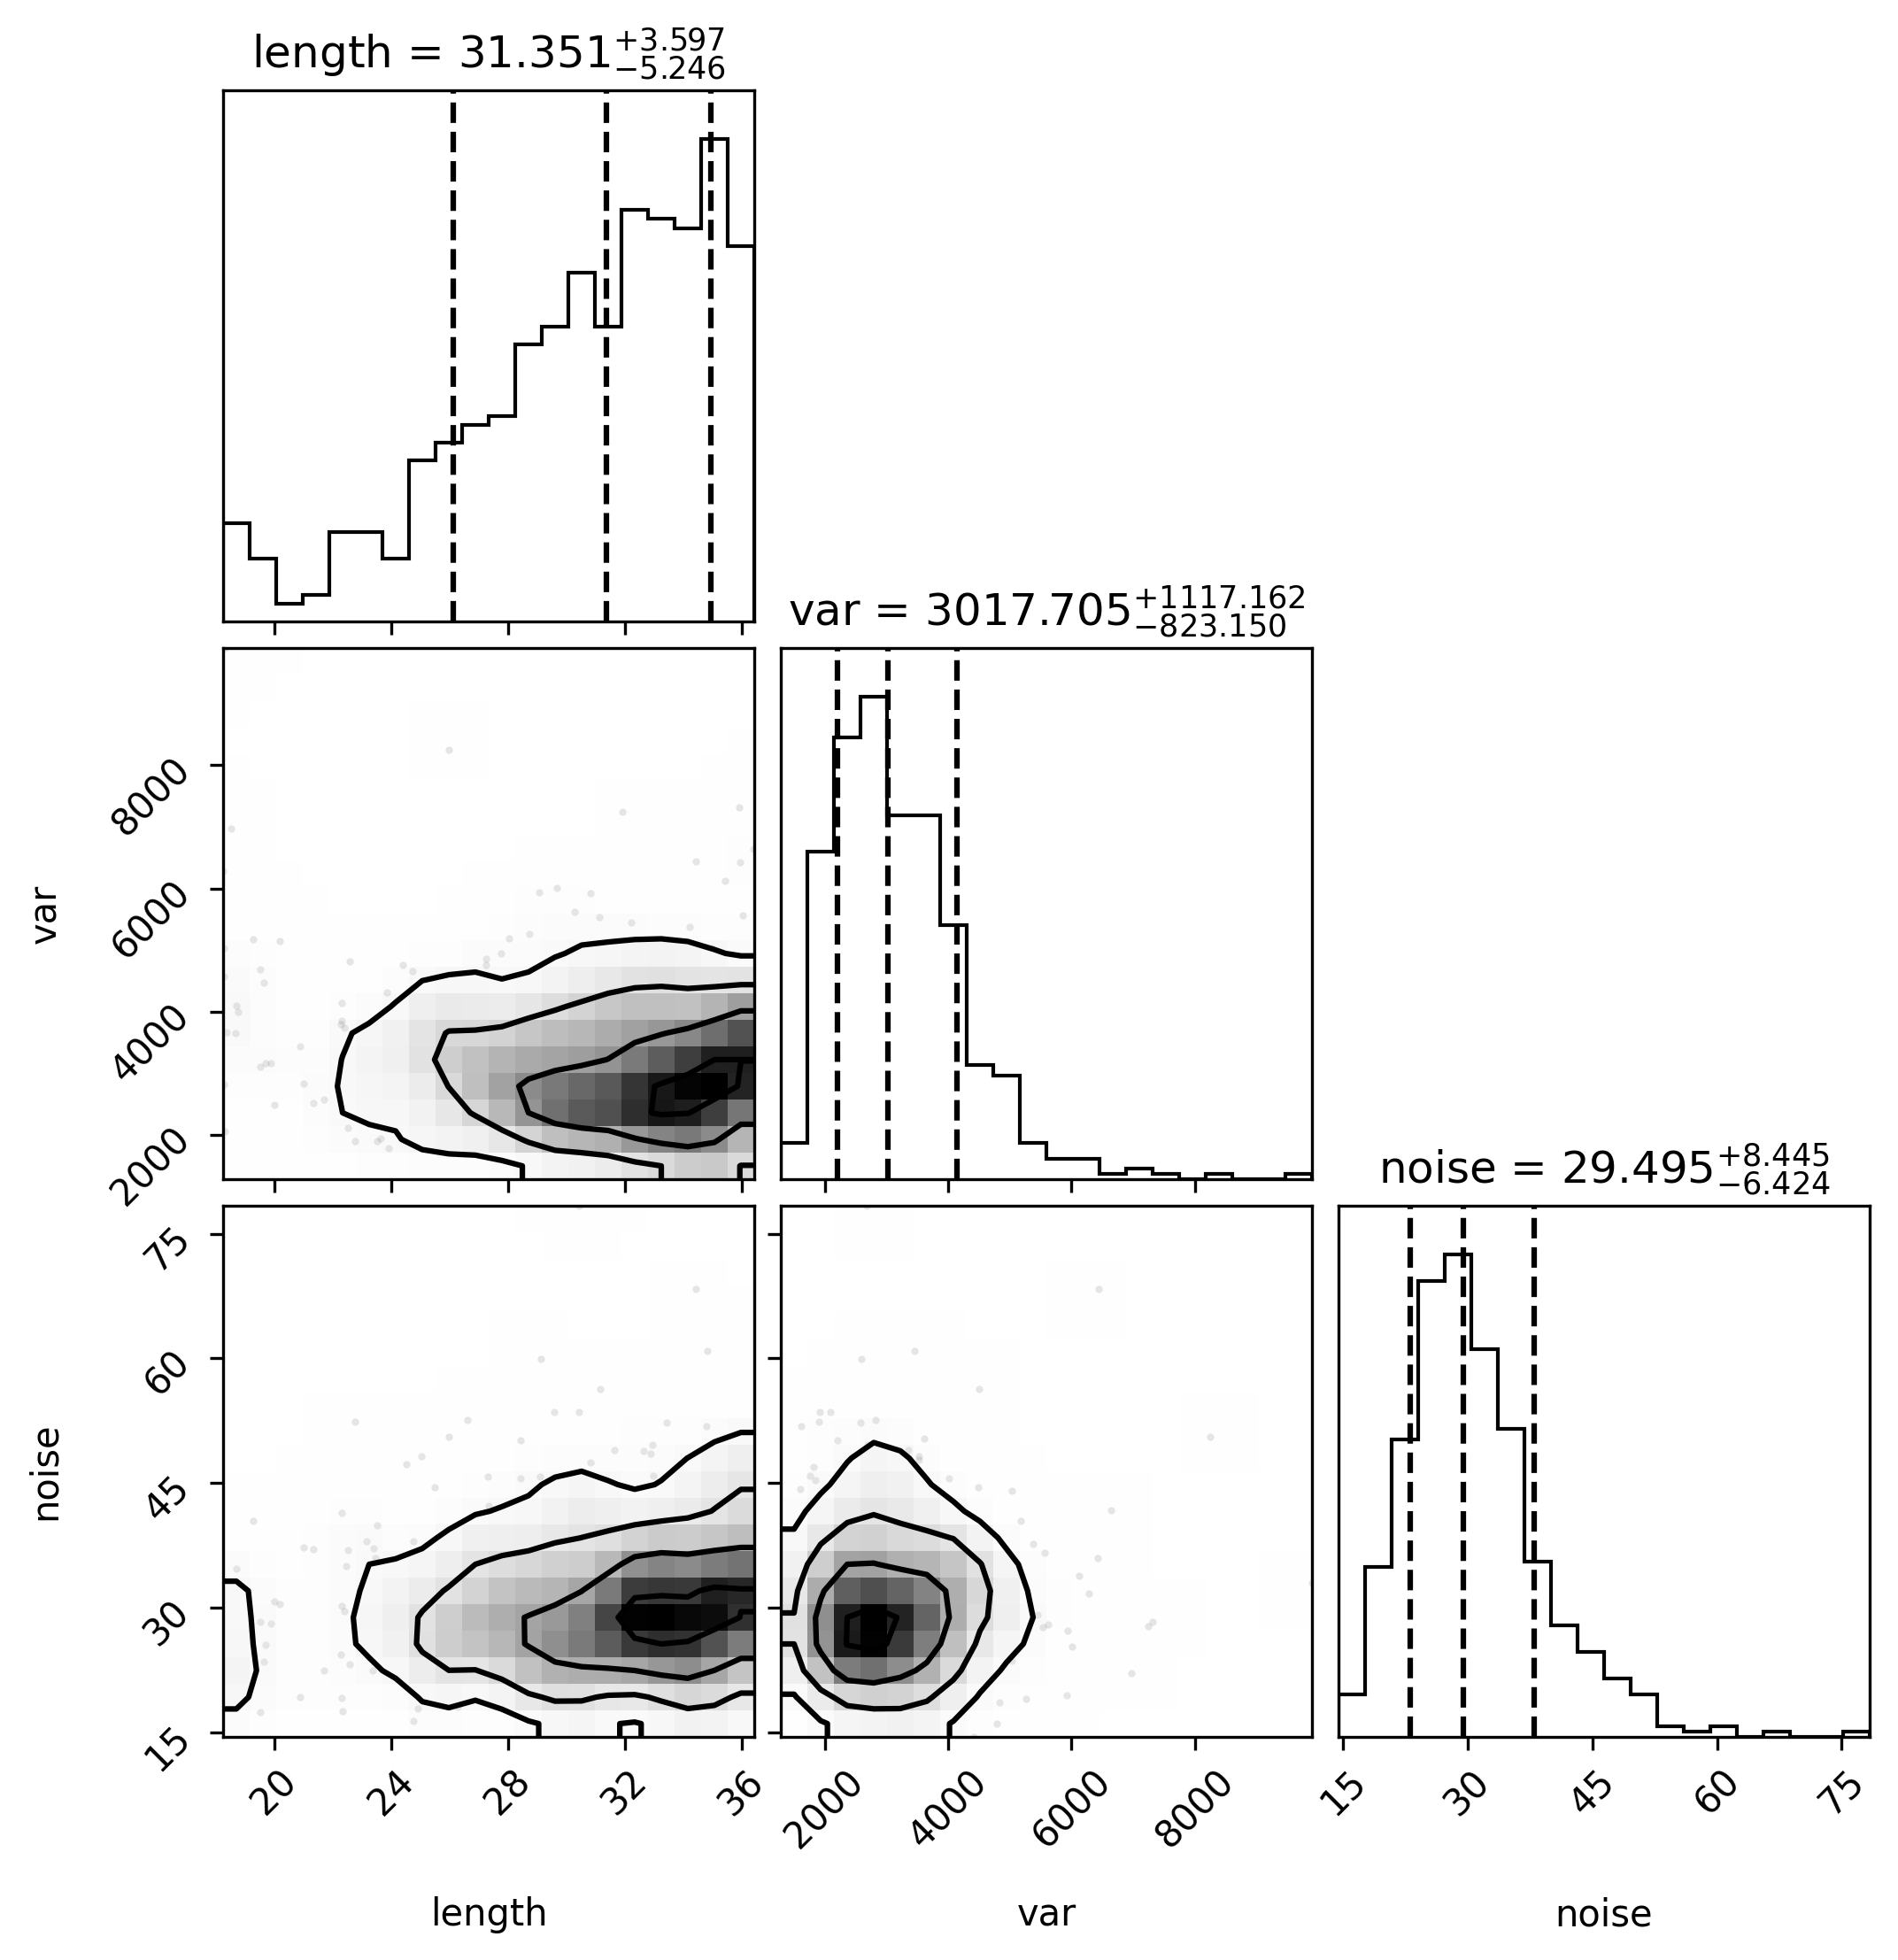 length = 31.351 +3.597 −5.246
var = 3017.705 +1117.162 −823.150
8000
6000
4000
2000
var
noise = 29.495 +8.445 −6.424
75
60
45
30
15
noise
20 24 28 32 36 2000 4000 6000 8000 15 30 45 60 75
length var noise